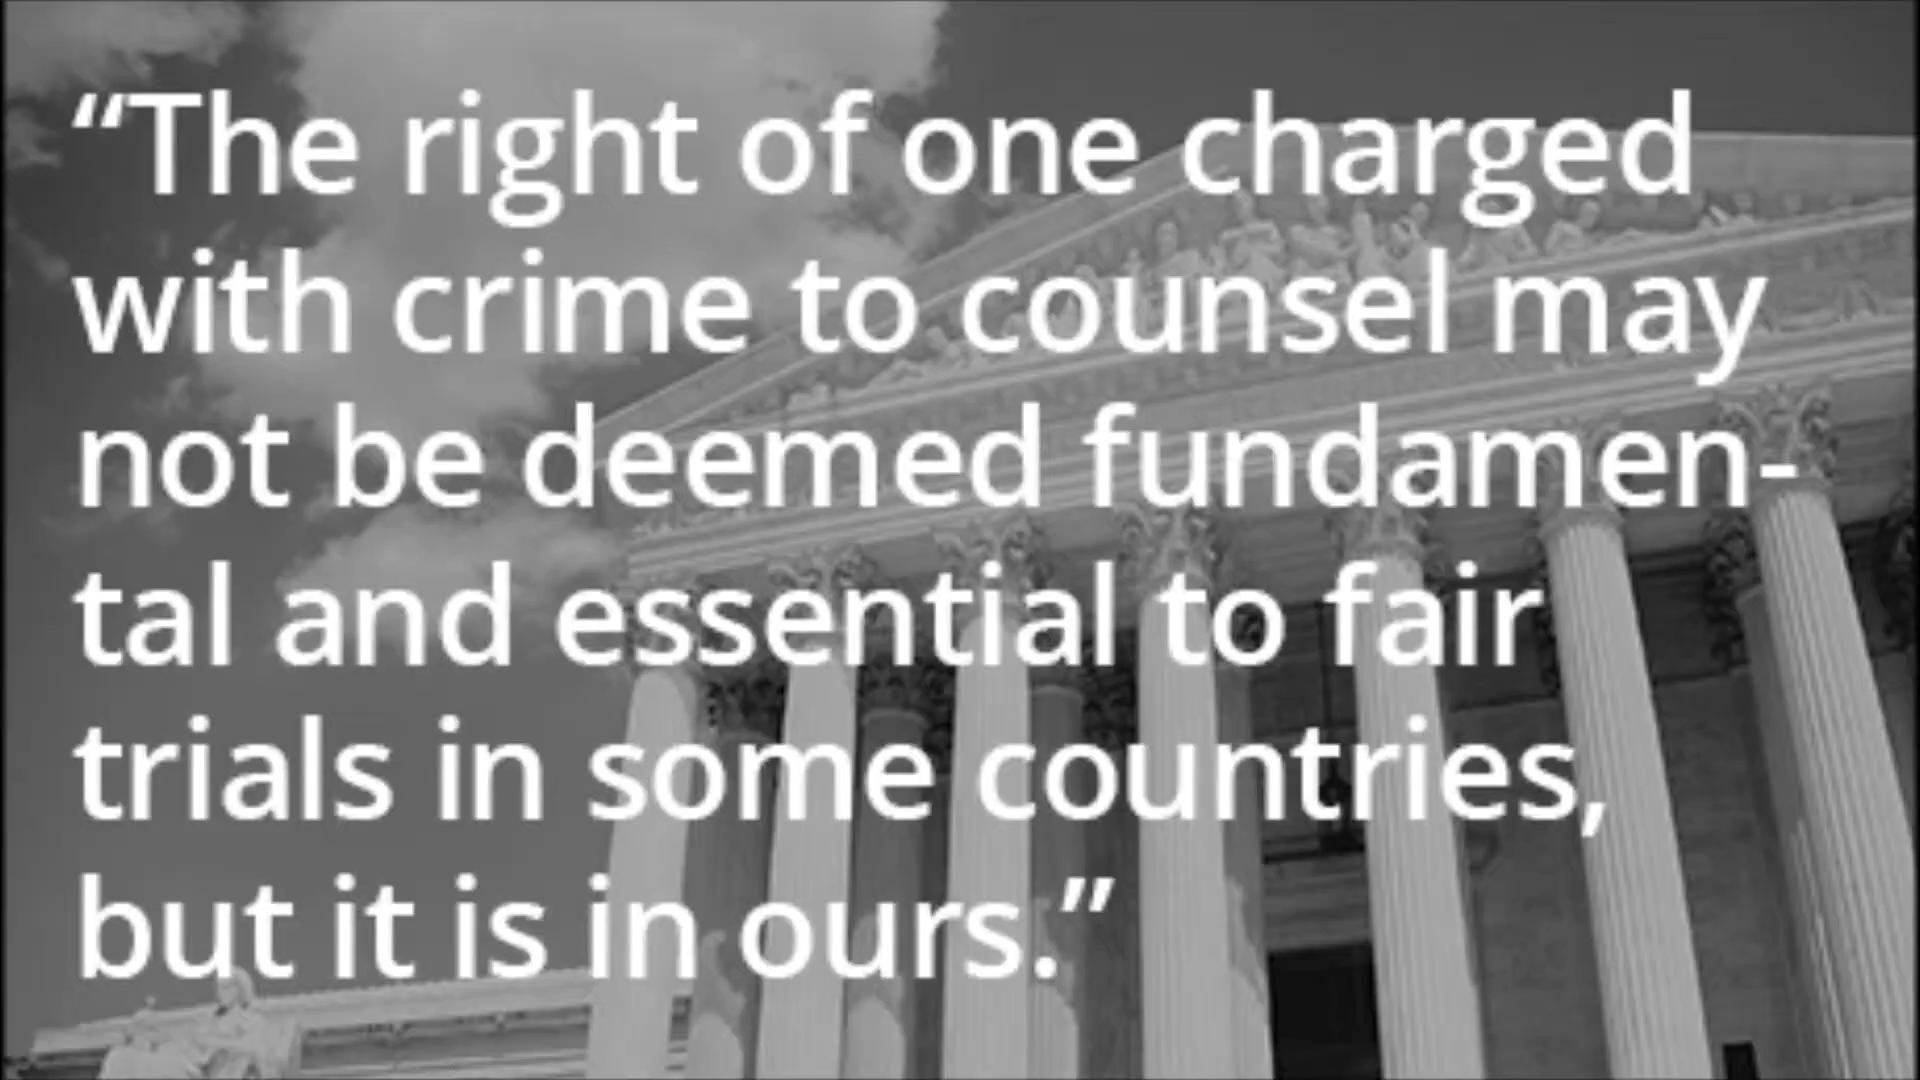 “The right of one charged
with crime to counsel may
not be deemed fundamen-
tal and essential to fair
trials in some countries,
but it is in ours.”